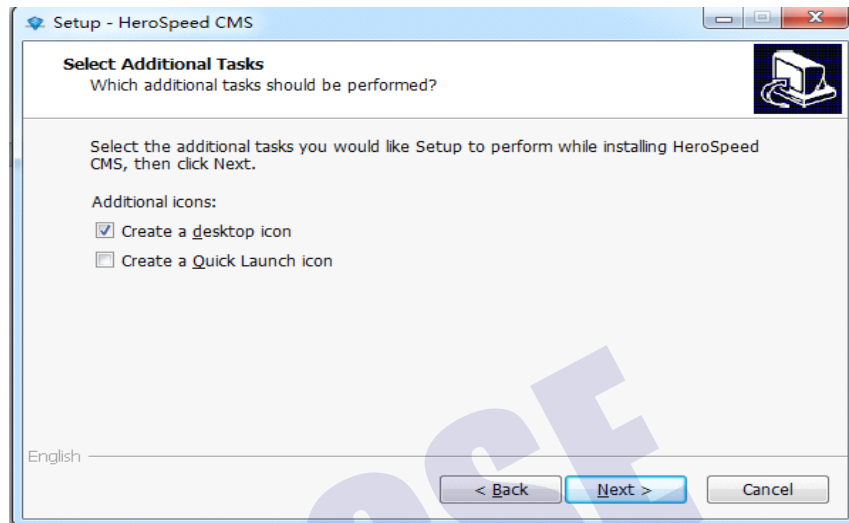 Setup - HeroSpeed CMS
Select Additional Tasks
Which additional tasks should be performed?
Select the additional tasks you would like Setup to perform while installing HeroSpeed
CMS, then click Next.
Additional icons:
Create a desktop icon
Create a Quick Launch icon
English
< Back
Next >
Cancel